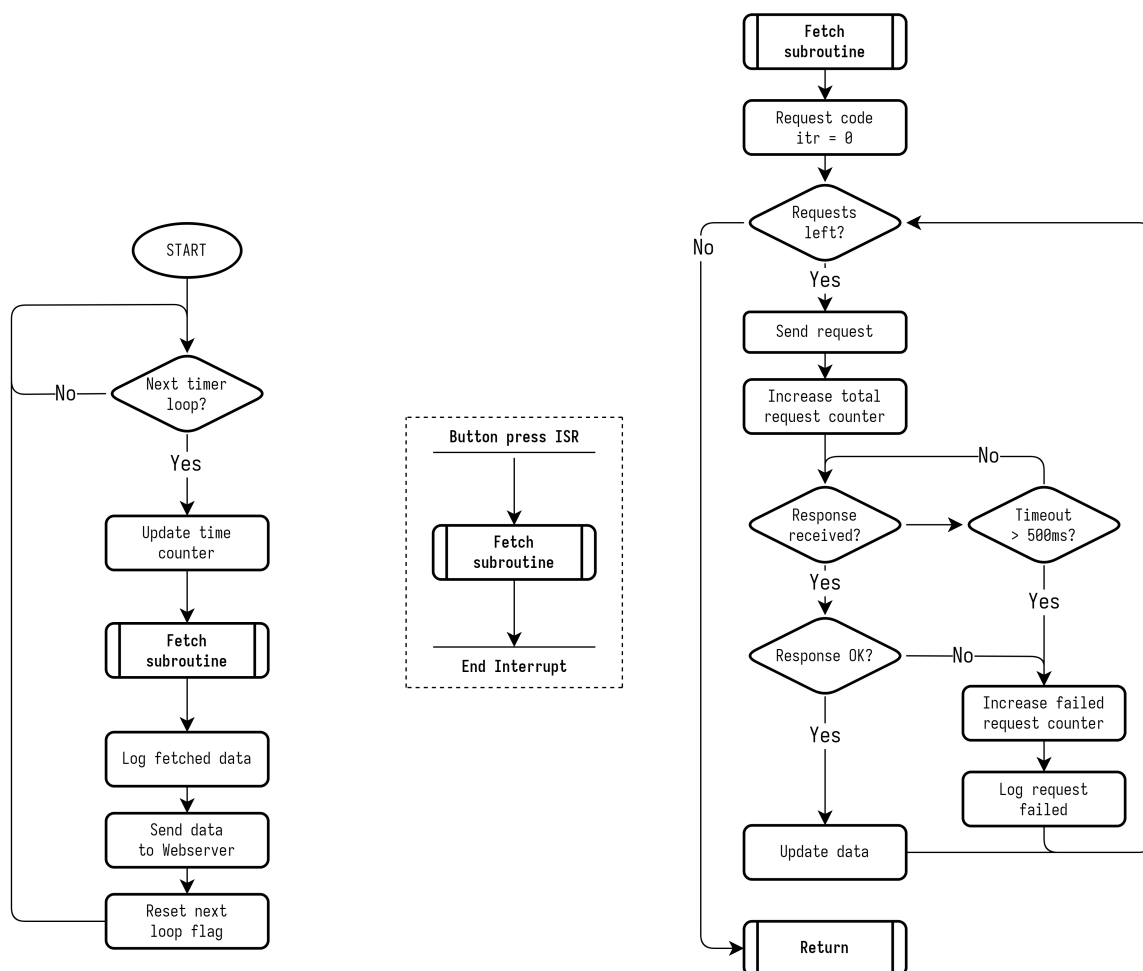 START
Next timer
loop?
No
Yes
Update time
counter
Fetch
subroutine
Log fetched data
Send data
to Webserver
Reset next
loop flag
Button press ISR
Fetch
subroutine
End Interrupt
Fetch
subroutine
Request code
itr = 0
Requests
left?
No
Yes
Send request
Increase total
request counter
No
Response
received?
Timeout
> 500ms?
Yes
Yes
Response OK?
No
Increase failed
request counter
Yes
Log request
failed
Update data
Return